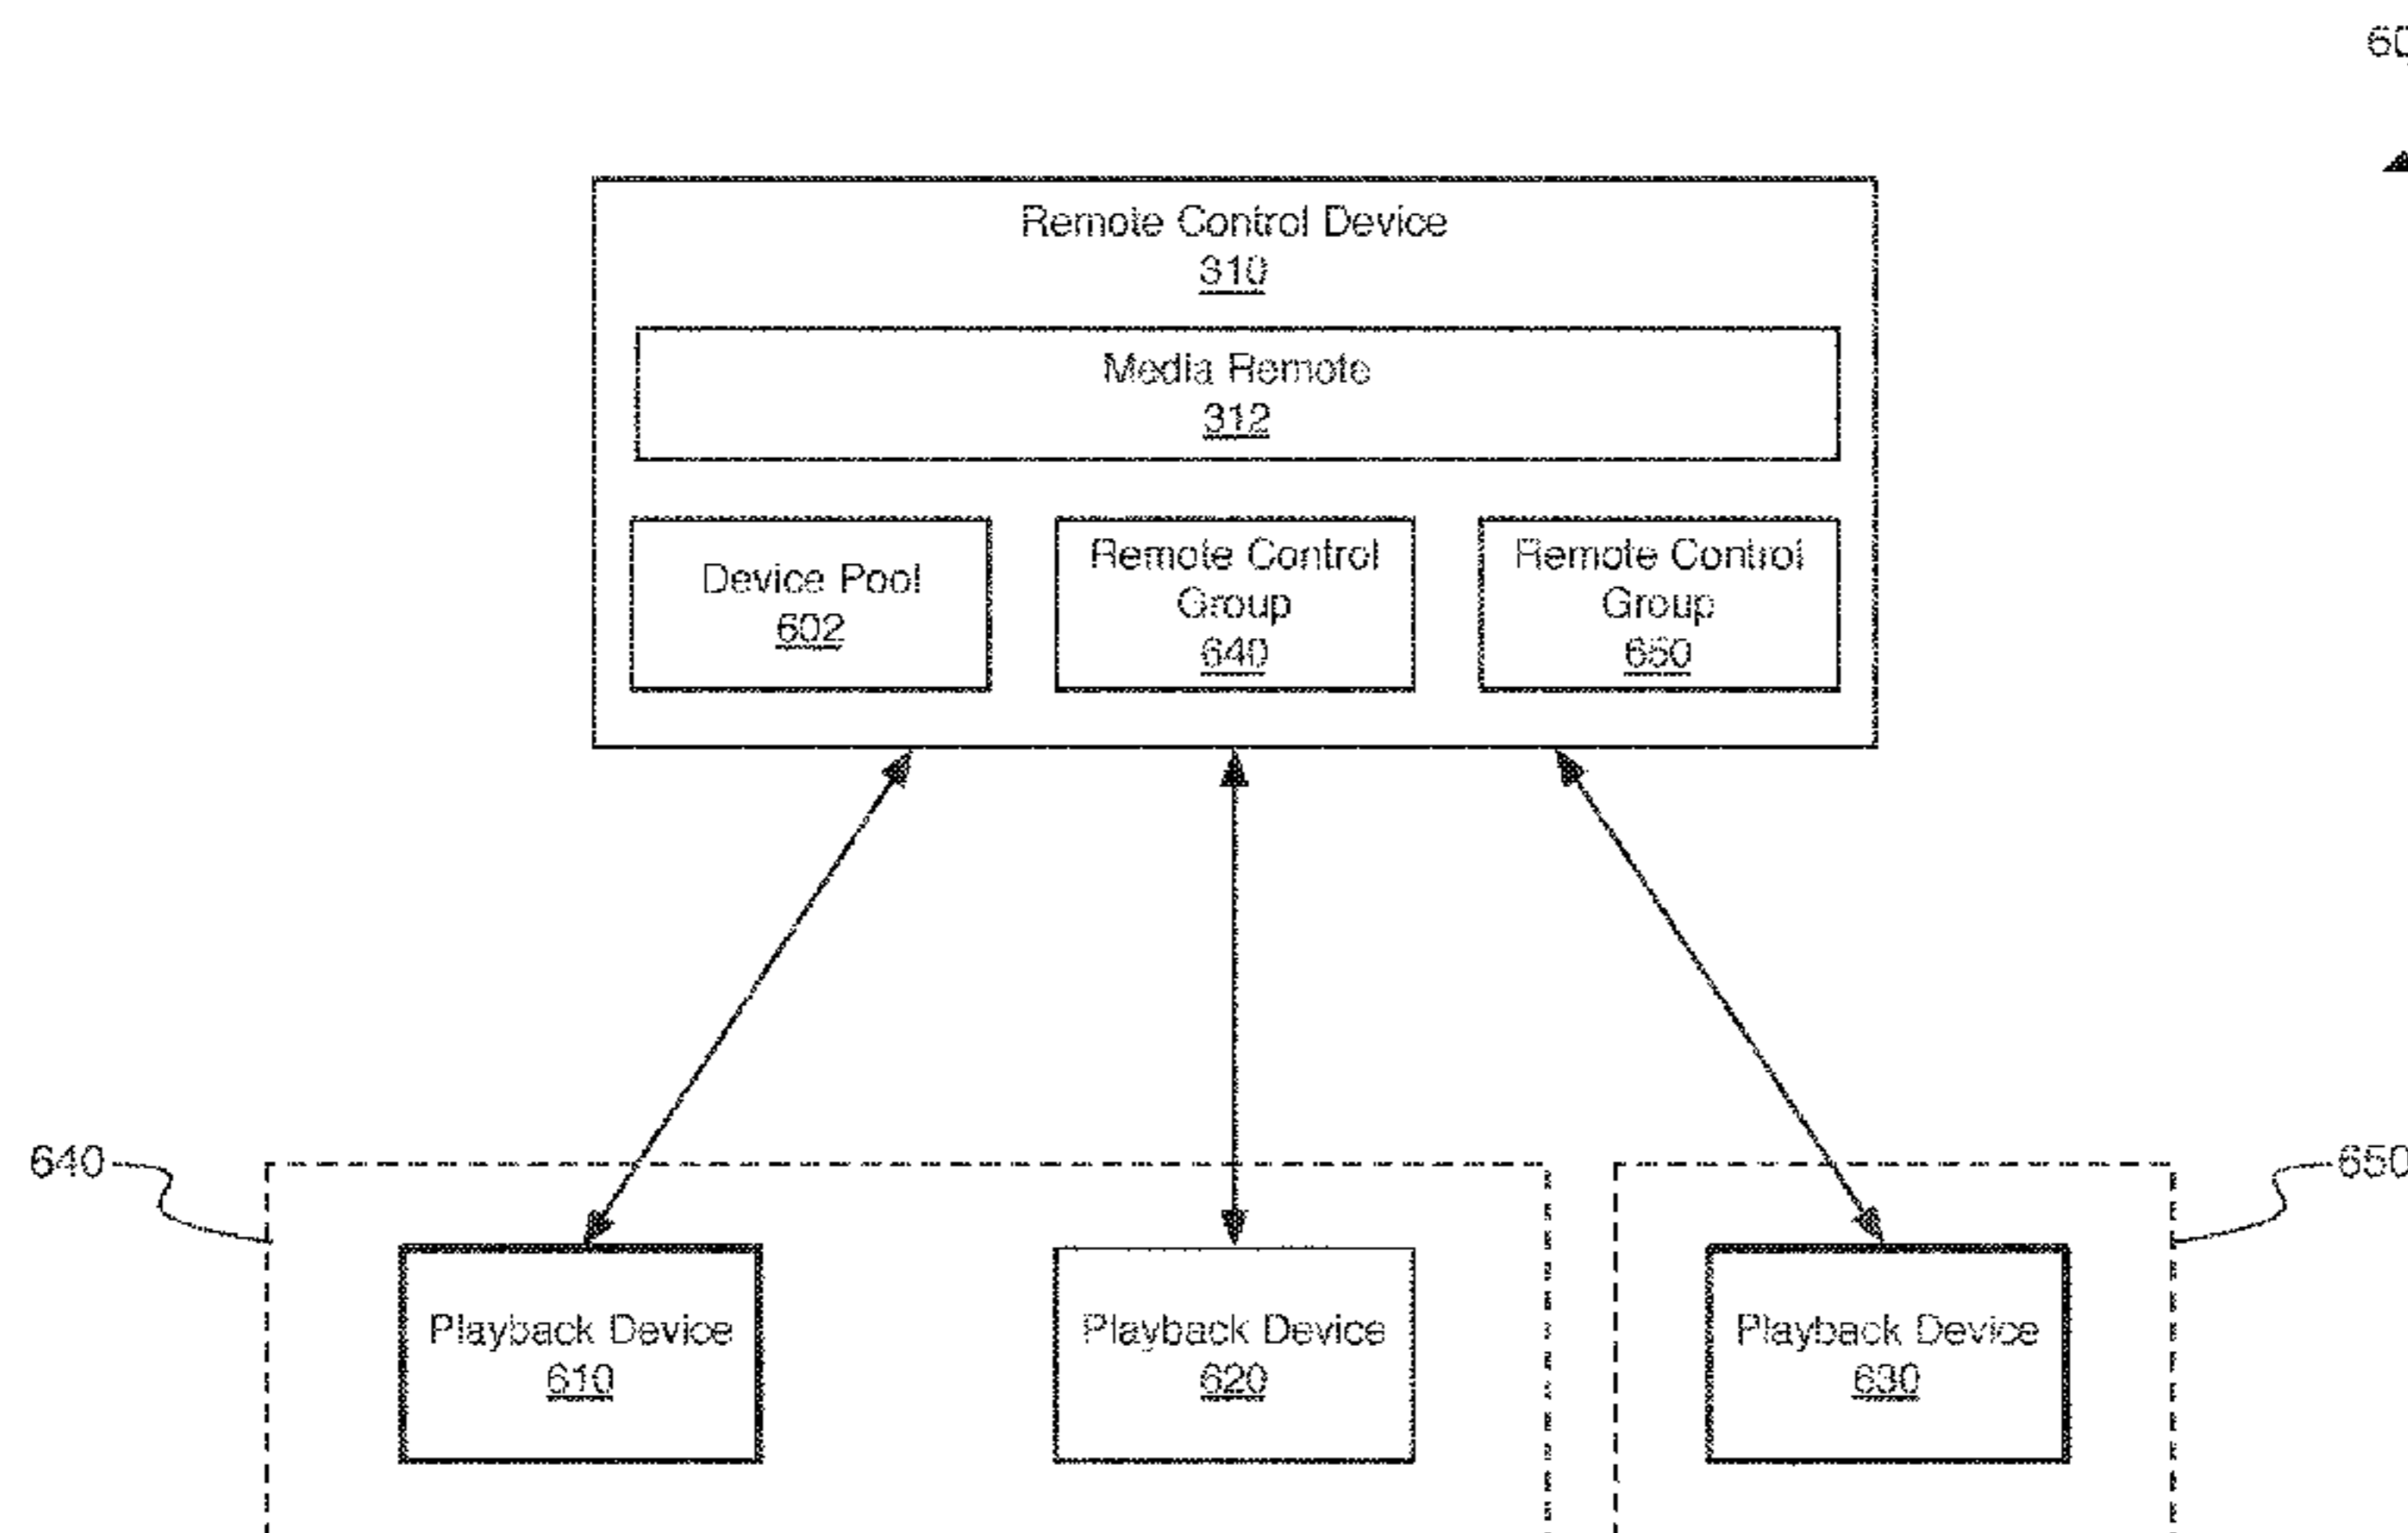 Remote Control Device
310
Media Remote
312
Device Pool
602
Remote Control
Group
640
Remote Control
Group
650
640
650
Playback Device
610
Playback Device
620
Playback Device
630